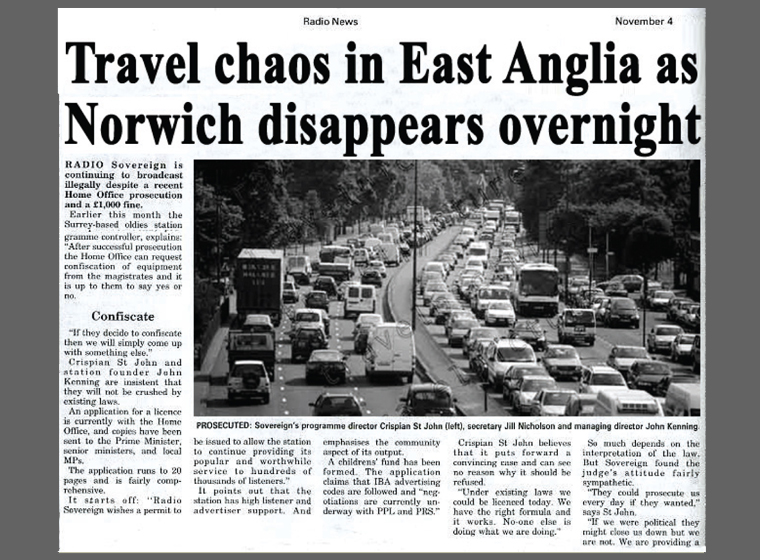 Radio News
November 4
Travel chaos in East Anglia as
Norwich disappears overnight
RADIO Sovereign is
continuing to broadcast
illegally despite a recent
Home Office prosecution
and a £1,000 fine.
Earlier this month the
Surrey-based oldies station
gramme controller, explains:
"After successful prosecution
the Home Office can request
confiscation of equipment
from the magistrates and it
is up to them to say yes or
no.
Confiscate
"If they decide to confiscate
then we will simply come up
with something else."
Crispian St John and
station founder John
Kenning are insistent that
they will not be crushed by
existing laws.
An application for a licence
is currently with the Home
Office, and copies have been
sent to the Prime Minister,
senior ministers, and local
MPs.
The application runs to 20
pages and is fairly comp-
rehensive.
It starts off: "Radio
Sovereign wishes a permit to
PROSECUTED: Sovereign's programme director Crispian St John (left), secretary Jill Nicholson and managing director John Kenning
be issued to allow the station
to continue providing its
popular and worthwhile
service to hundreds of
thousands of listeners."
It points out that the
station has high listener and
advertiser support. And
emphasises the community
aspect of its output.
A childrens' fund has been
formed. The application
claims that IBA advertising
codes are followed and "neg-
otiations are currently un-
derway with PPL and PRS."
Crispian St John believes
that it puts forward a
convincing case and can see
no reason why it should be
refused.
"Under existing laws we
could be licenced today. We
have the right formula and
it works. No-one else is
doing what we are doing."
So much depends on the
interpretation of the law.
But Sovereign found the
judge's attitude fairly
sympathetic.
"They could prosecute us
every day if they wanted,"
says St John.
"If we were political they
might close us down but we
are not. We are providing a